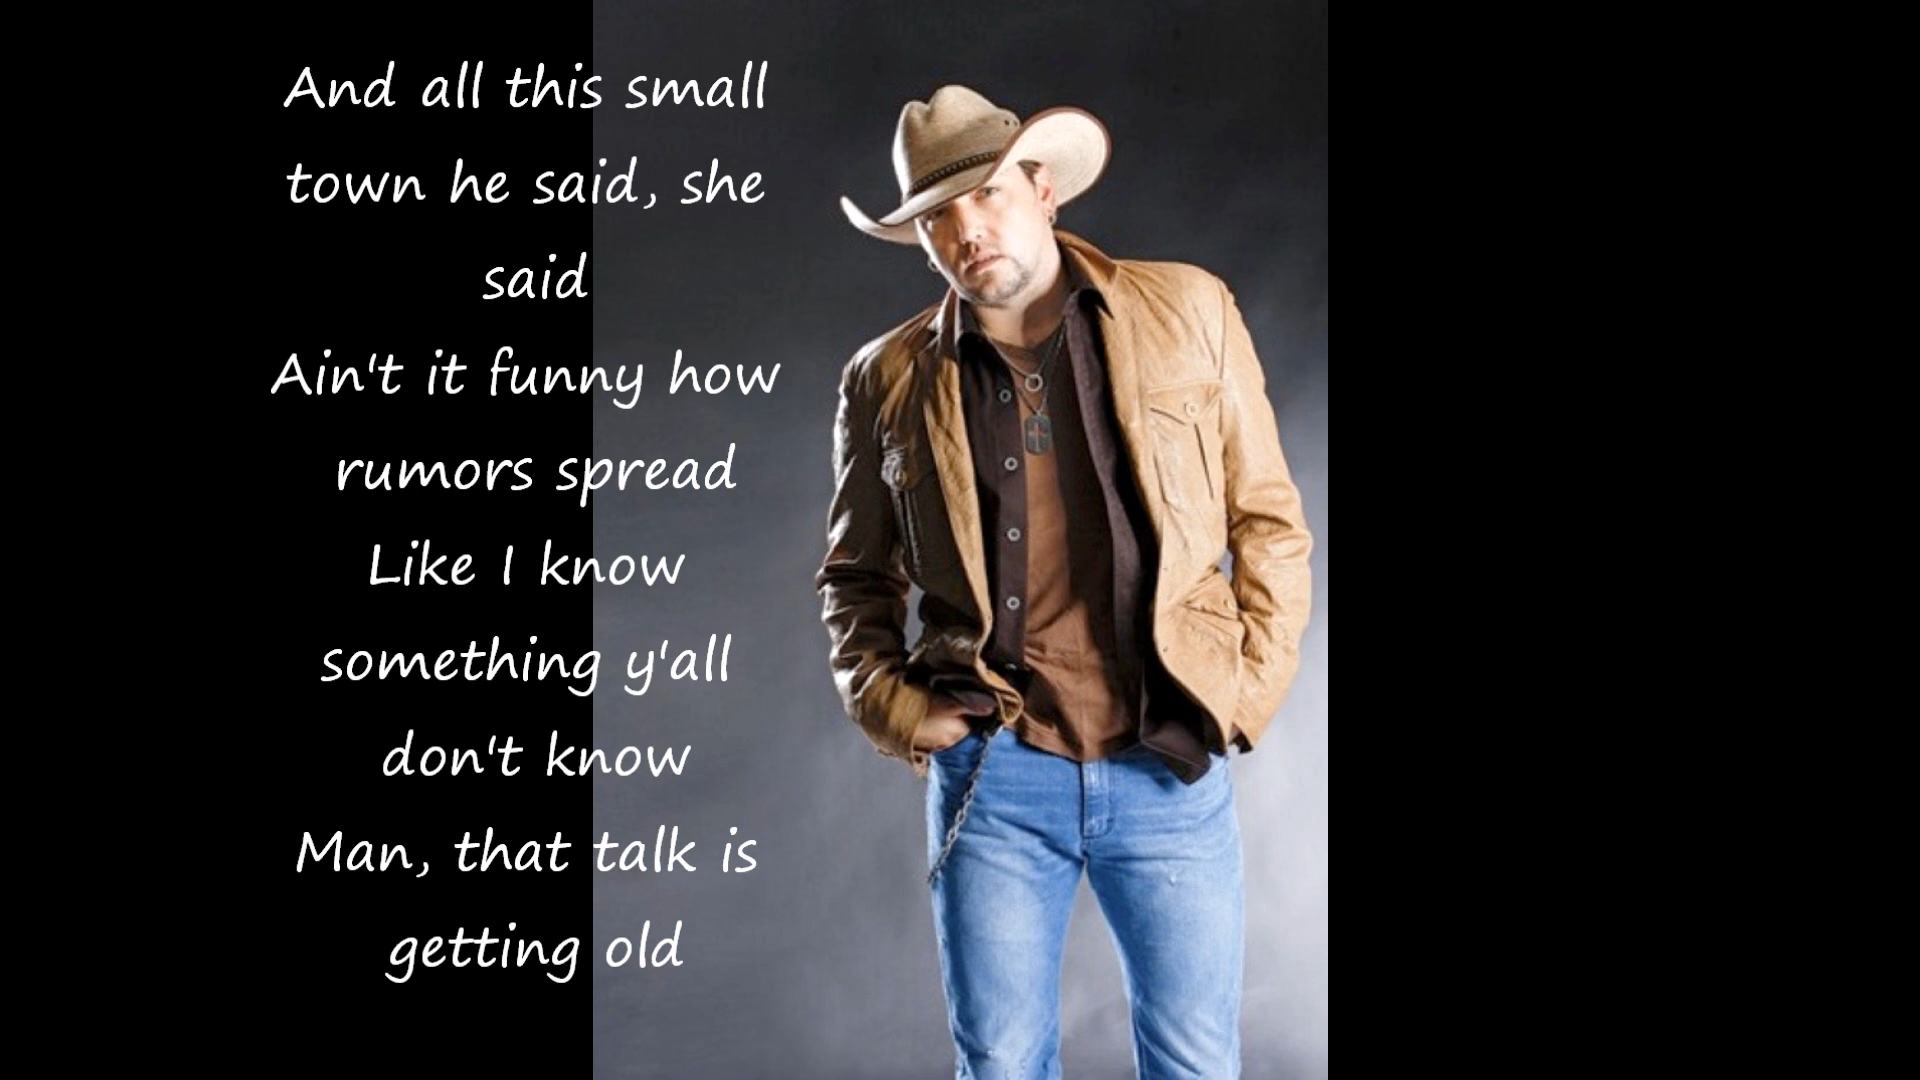 And all this small
town he said, she
said
Ain't it funny how
rumors spread
Like I know
something y'all
don't know
Man, that talk is
getting old